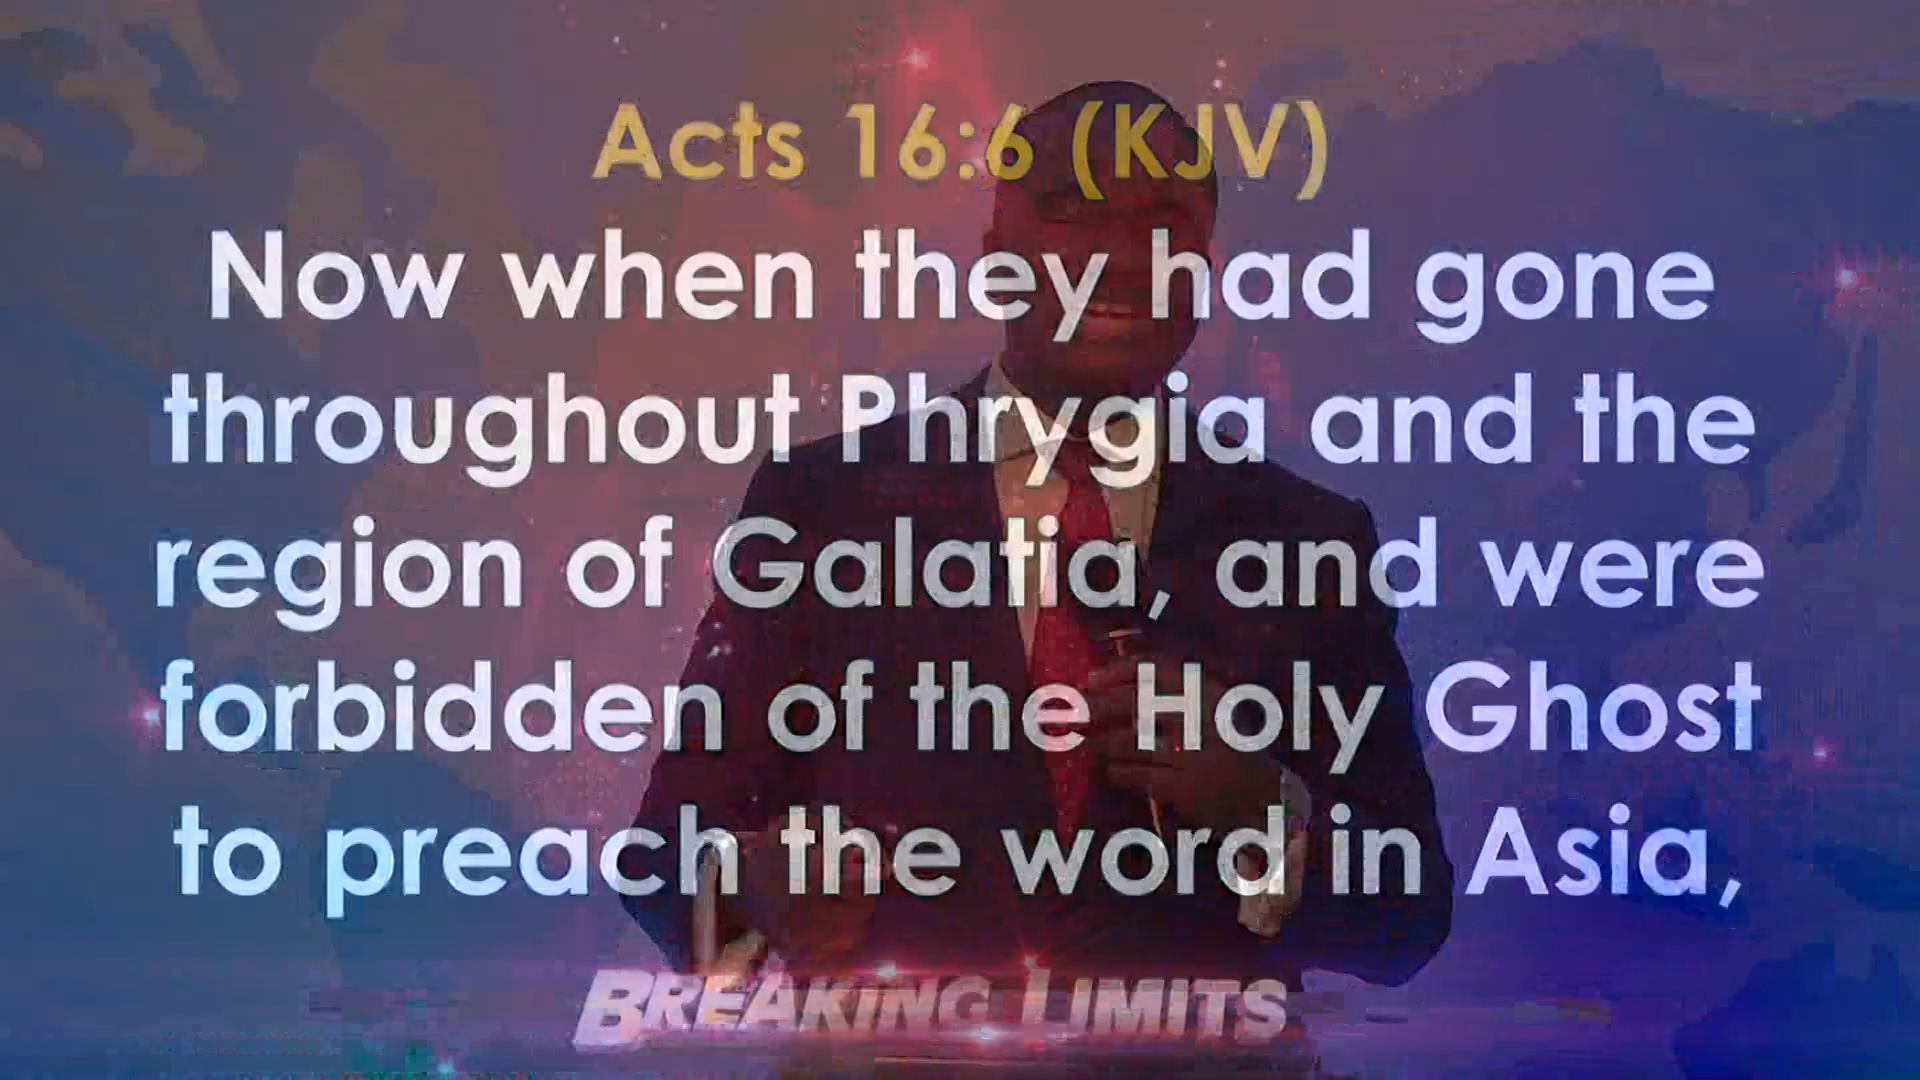 Acts 16:6 (KJV)
Now when they had gone
throughout Phrygia and the
region of Galatia, and were
forbidden of the Holy Ghost
to preach the word in Asia,
BREAKING LIMITS